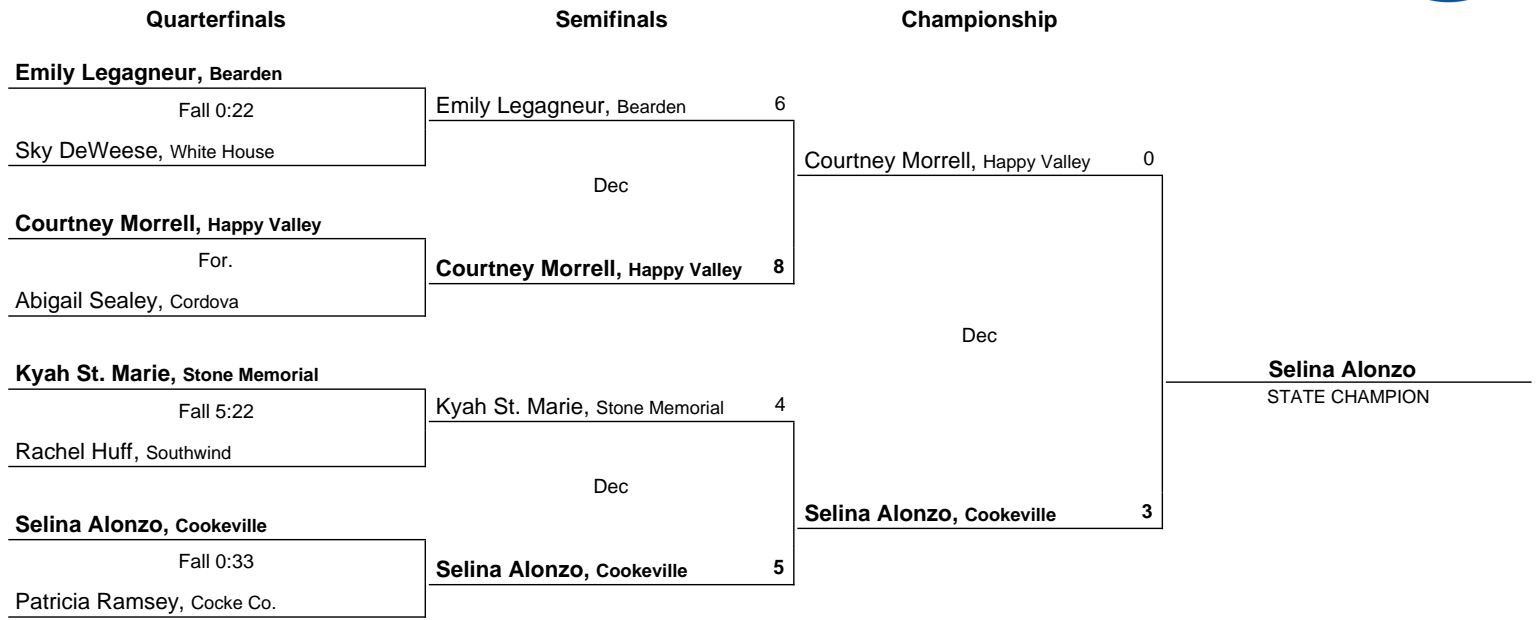 Quarterfinals Semifinals Championship
Emily Legagneur, Bearden
Fall 0:22
Sky DeWeese, White House
Emily Legagneur, Bearden 6
Dec
Courtney Morrell, Happy Valley
For.
Abigail Sealey, Cordova
Courtney Morrell, Happy Valley 8
Courtney Morrell, Happy Valley 0
Dec
Kyah St. Marie, Stone Memorial
Fall 5:22
Rachel Huff, Southwind
Kyah St. Marie, Stone Memorial 4
Dec
Selina Alonzo, Cookeville
Fall 0:33
Patricia Ramsey, Cocke Co.
Selina Alonzo, Cookeville 5
Selina Alonzo, Cookeville 3
Selina Alonzo
STATE CHAMPION